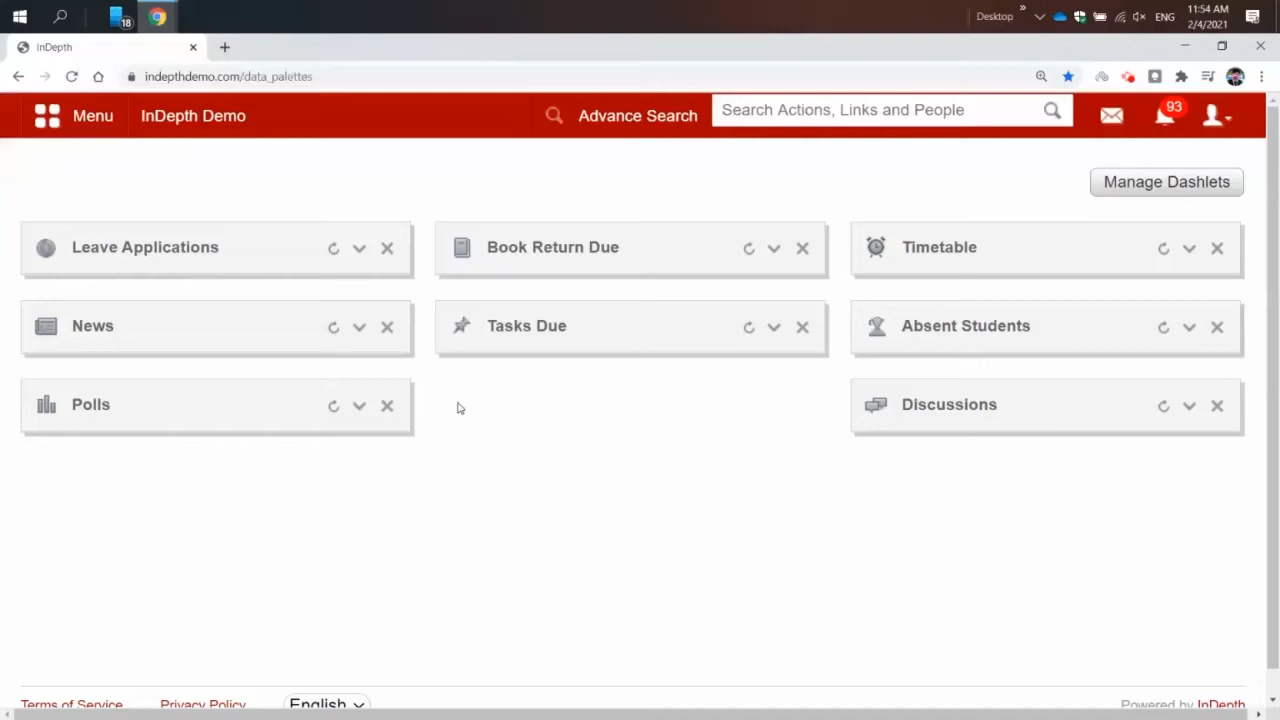 18
Desktop
ENG
11:54 AM
2/4/2021
InDepth
indepthdemo.com/data_palettes
Menu
InDepth Demo
Advance Search
Search Actions, Links and People
93
Manage Dashlets
Leave Applications
Book Return Due
Timetable
News
Tasks Due
Absent Students
Polls
Discussions
Terms of Service
Privacy Policy
English
Powered by InDepth